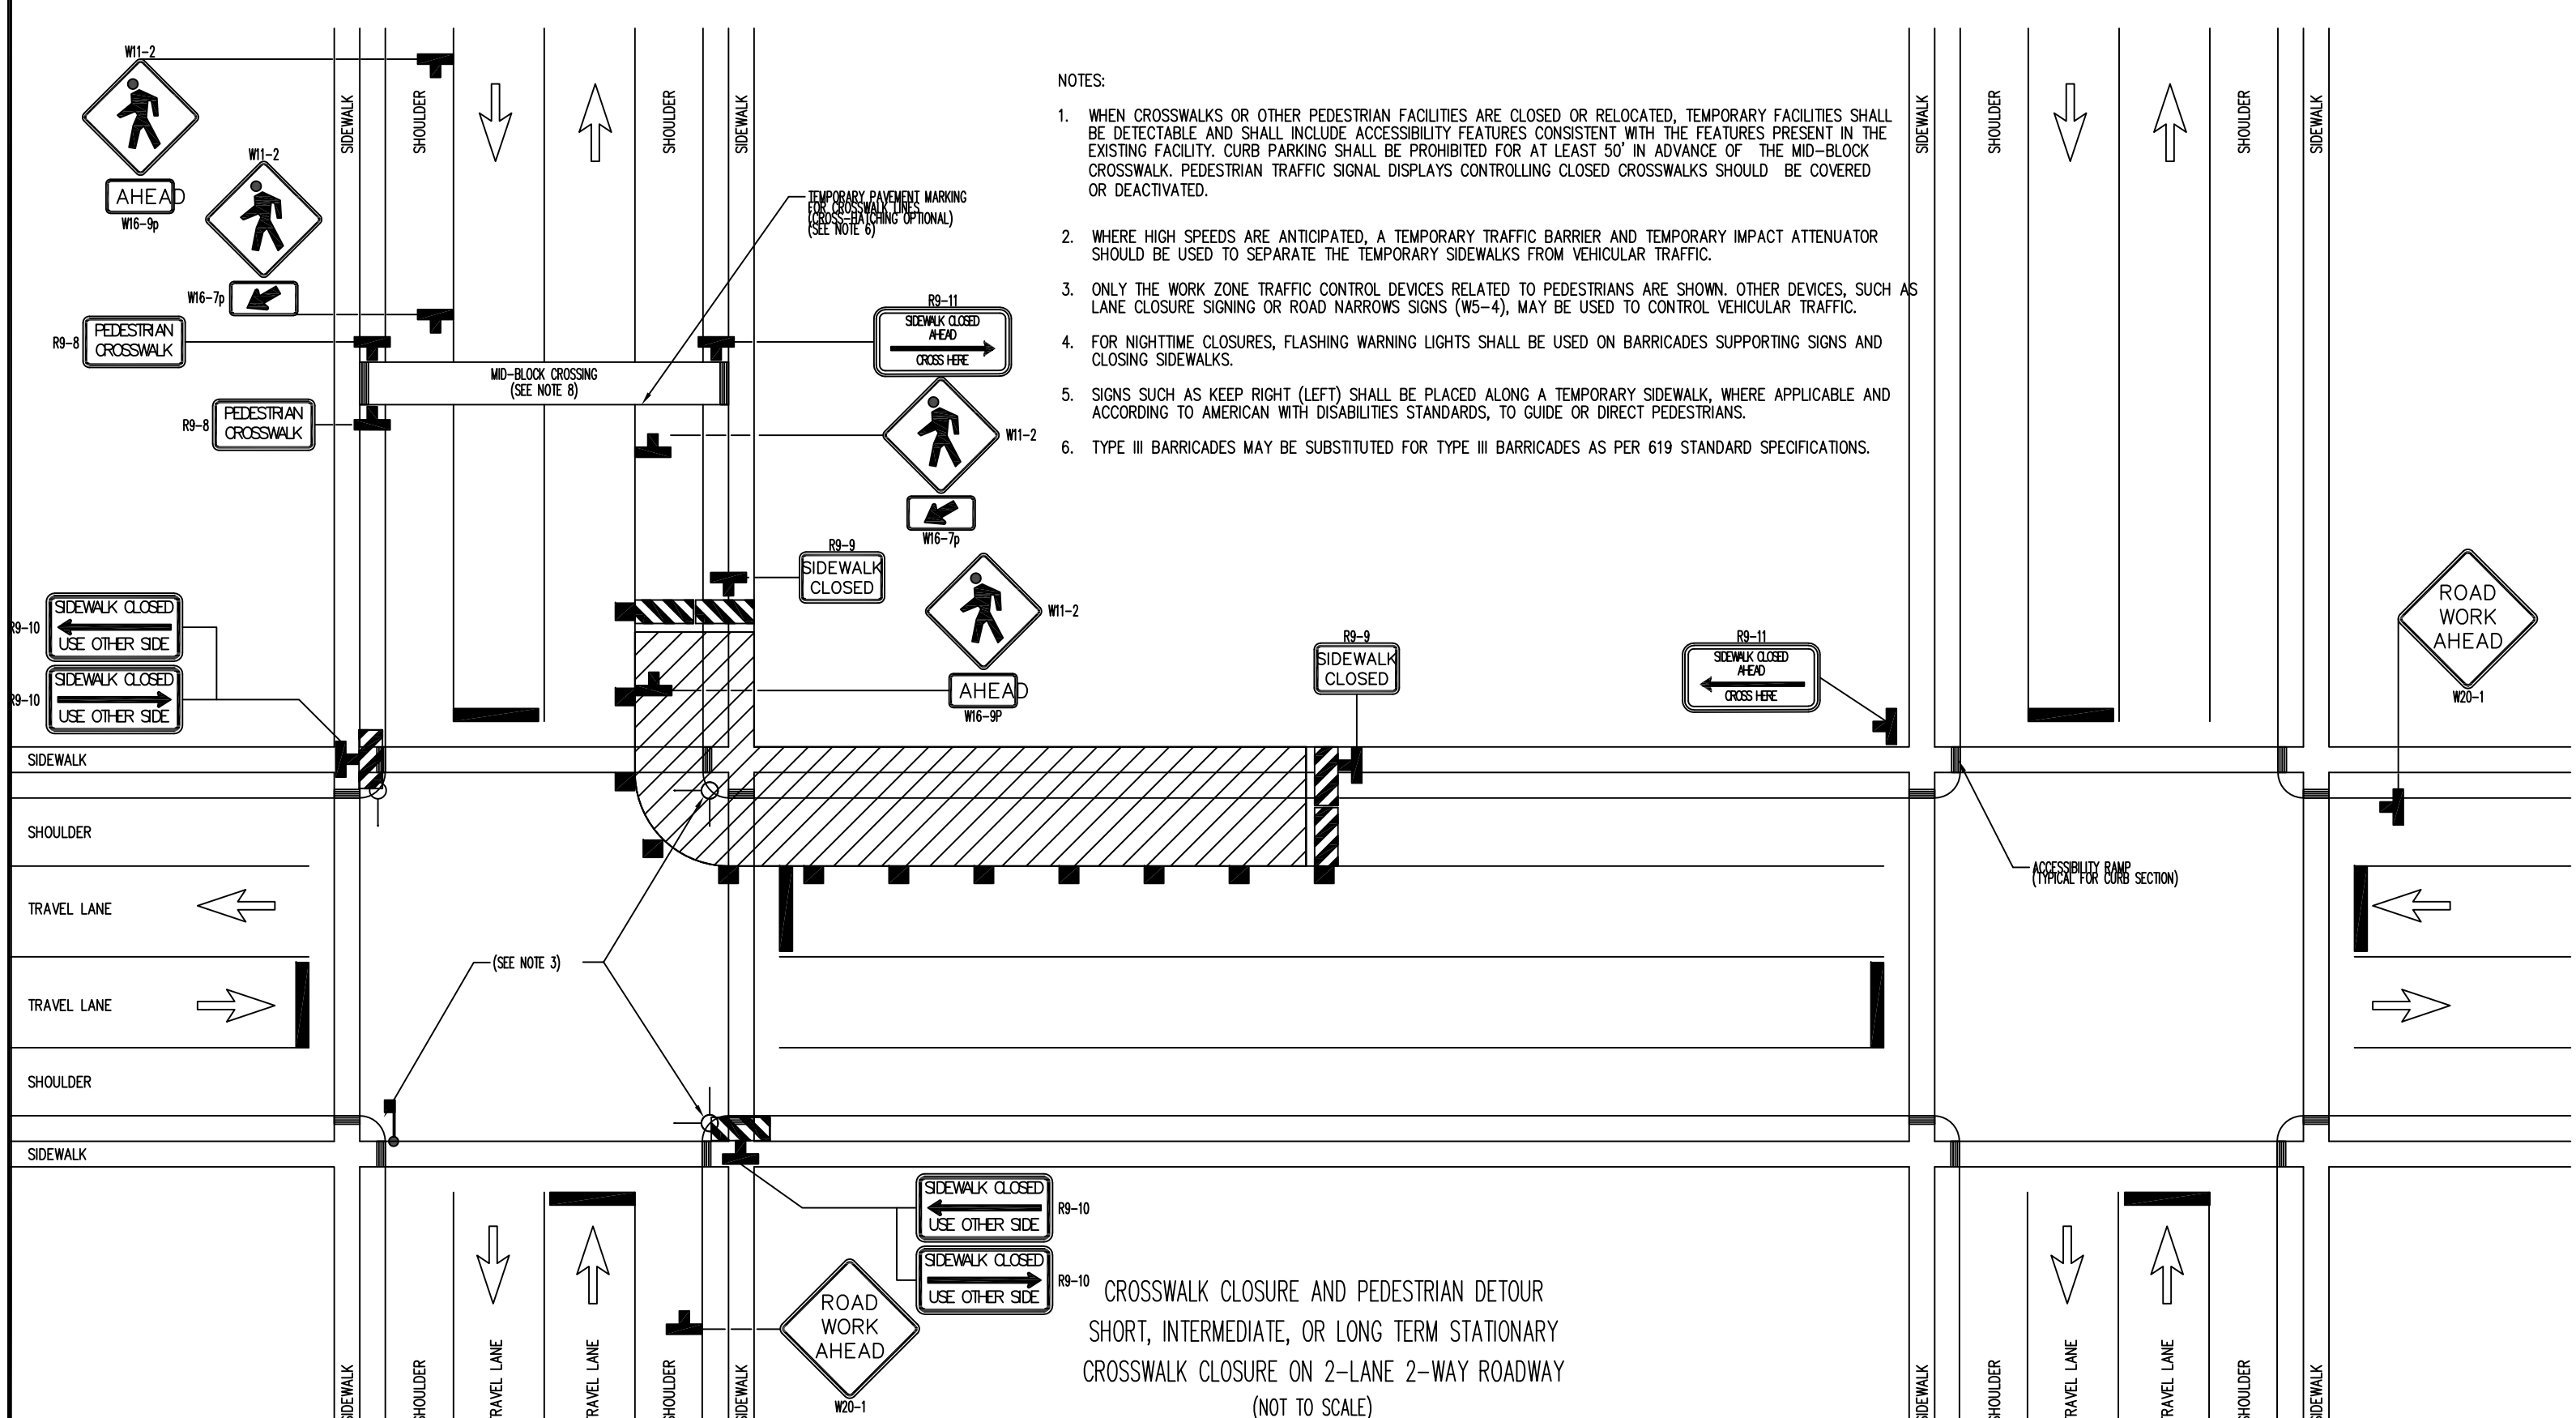 W11-2
AHEAD
W16-9p
W11-2
W16-7p
R9-8
PEDESTRIAN
CROSSWALK
R9-8
PEDESTRIAN
CROSSWALK
SIDEWALK
SHOULDER
SHOULDER
SIDEWALK
TEMPORARY PAVEMENT MARKING
FOR CROSSWALK LINES
(CROSS-HATCHING OPTIONAL)
(SEE NOTE 6)
MID-BLOCK CROSSING
(SEE NOTE 8)
R9-11
SIDEWALK CLOSED
AHEAD
CROSS HERE
W11-2
W16-7p
R9-9
SIDEWALK
CLOSED
W11-2
AHEAD
W16-9P
NOTES:
1. WHEN CROSSWALKS OR OTHER PEDESTRIAN FACILITIES ARE CLOSED OR RELOCATED, TEMPORARY FACILITIES SHALL
BE DETECTABLE AND SHALL INCLUDE ACCESSIBILITY FEATURES CONSISTENT WITH THE FEATURES PRESENT IN THE
EXISTING FACILITY. CURB PARKING SHALL BE PROHIBITED FOR AT LEAST 50' IN ADVANCE OF THE MID-BLOCK
CROSSWALK. PEDESTRIAN TRAFFIC SIGNAL DISPLAYS CONTROLLING CLOSED CROSSWALKS SHOULD BE COVERED
OR DEACTIVATED.
2. WHERE HIGH SPEEDS ARE ANTICIPATED, A TEMPORARY TRAFFIC BARRIER AND TEMPORARY IMPACT ATTENUATOR
SHOULD BE USED TO SEPARATE THE TEMPORARY SIDEWALKS FROM VEHICULAR TRAFFIC.
3. ONLY THE WORK ZONE TRAFFIC CONTROL DEVICES RELATED TO PEDESTRIANS ARE SHOWN. OTHER DEVICES, SUCH AS
LANE CLOSURE SIGNING OR ROAD NARROWS SIGNS (W5-4), MAY BE USED TO CONTROL VEHICULAR TRAFFIC.
4. FOR NIGHTTIME CLOSURES, FLASHING WARNING LIGHTS SHALL BE USED ON BARRICADES SUPPORTING SIGNS AND
CLOSING SIDEWALKS.
5. SIGNS SUCH AS KEEP RIGHT (LEFT) SHALL BE PLACED ALONG A TEMPORARY SIDEWALK, WHERE APPLICABLE AND
ACCORDING TO AMERICAN WITH DISABILITIES STANDARDS, TO GUIDE OR DIRECT PEDESTRIANS.
6. TYPE III BARRICADES MAY BE SUBSTITUTED FOR TYPE III BARRICADES AS PER 619 STANDARD SPECIFICATIONS.
SIDEWALK
SHOULDER
SHOULDER
SIDEWALK
R9-10
SIDEWALK CLOSED
USE OTHER SIDE
R9-10
SIDEWALK CLOSED
USE OTHER SIDE
R9-9
SIDEWALK
CLOSED
R9-11
SIDEWALK CLOSED
AHEAD
CROSS HERE
ROAD
WORK
AHEAD
W20-1
SIDEWALK
SHOULDER
TRAVEL LANE
TRAVEL LANE
SHOULDER
SIDEWALK
(SEE NOTE 3)
ACCESSIBILITY RAMP
(TYPICAL FOR CURB SECTION)
SIDEWALK CLOSED
USE OTHER SIDE
R9-10
SIDEWALK CLOSED
USE OTHER SIDE
R9-10
ROAD
WORK
AHEAD
W20-1
SIDEWALK
SHOULDER
TRAVEL LANE
TRAVEL LANE
SHOULDER
SIDEWALK
CROSSWALK CLOSURE AND PEDESTRIAN DETOUR
SHORT, INTERMEDIATE, OR LONG TERM STATIONARY
CROSSWALK CLOSURE ON 2-LANE 2-WAY ROADWAY
(NOT TO SCALE)
SIDEWALK
SHOULDER
TRAVEL LANE
TRAVEL LANE
SHOULDER
SIDEWALK